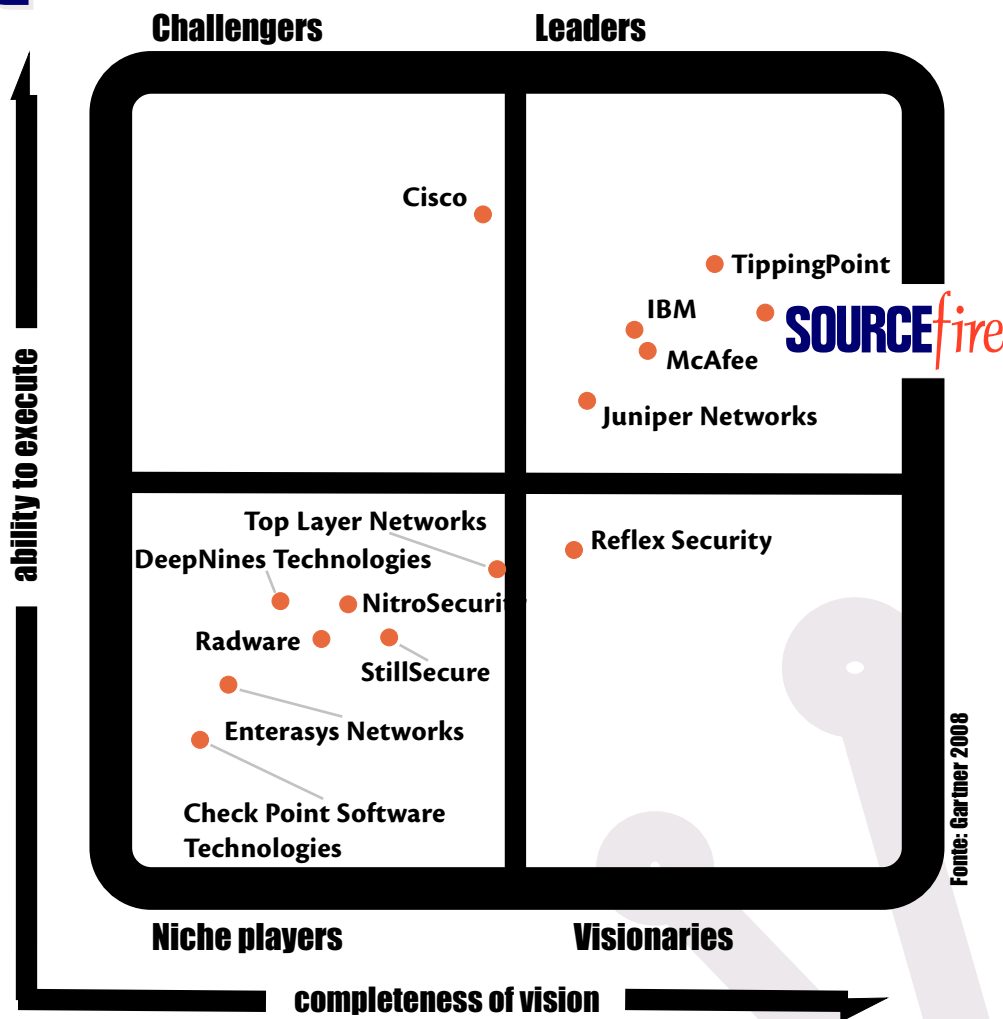 Challengers
Leaders
Cisco
TippingPoint
IBM
SOURCEfire
McAfee
Juniper Networks
ability to execute
Top Layer Networks
Reflex Security
DeepNines Technologies
NitroSecurity
Radware
StillSecure
Enterasys Networks
Check Point Software
Technologies
Fonte: Gartner 2008
Niche players
Visionaries
completeness of vision